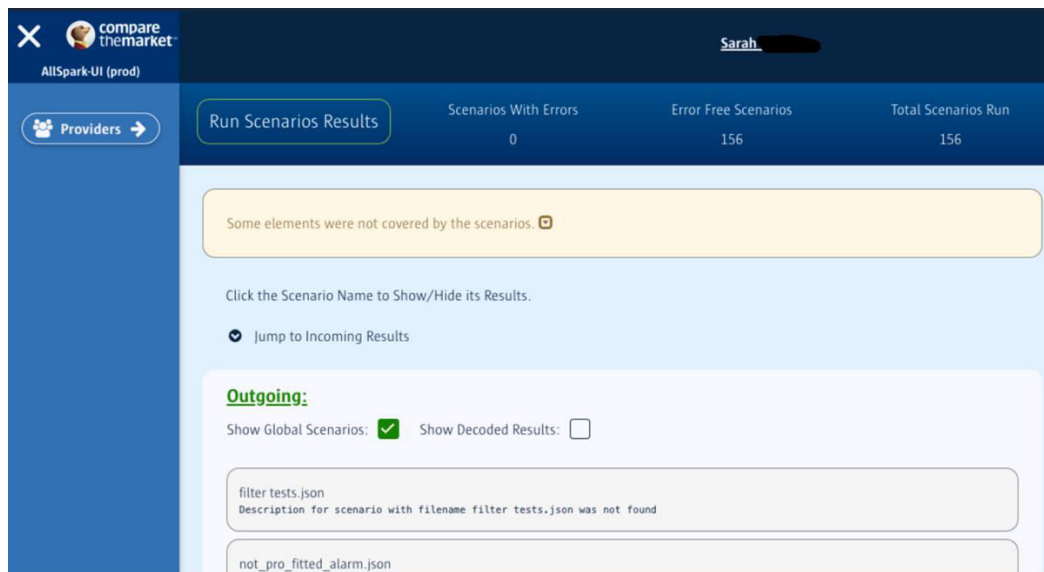 compare
themarket
AllSpark-UI (prod)
Sarah
Providers
Run Scenarios Results
Scenarios With Errors
0
Error Free Scenarios
156
Total Scenarios Run
156
Some elements were not covered by the scenarios.
Click the Scenario Name to Show/Hide its Results.
Jump to Incoming Results
Outgoing:
Show Global Scenarios: Show Decoded Results:
filter tests.json
Description for scenario with filename filter tests.json was not found
not_pro_fitted_alarm.json